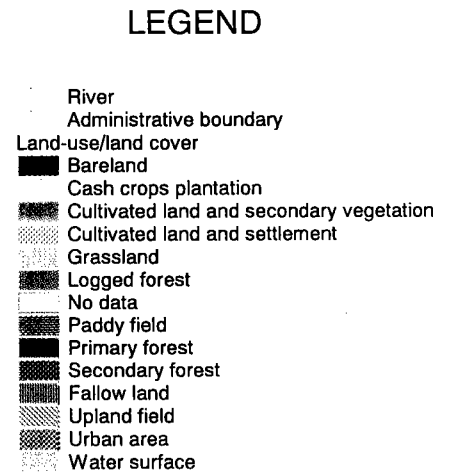 LEGEND
River
Administrative boundary
Land-use/land cover
Bareland
Cash crops plantation
Cultivated land and secondary vegetation
Cultivated land and settlement
Grassland
Logged forest
No data
Paddy field
Primary forest
Secondary forest
Fallow land
Upland field
Urban area
Water surface